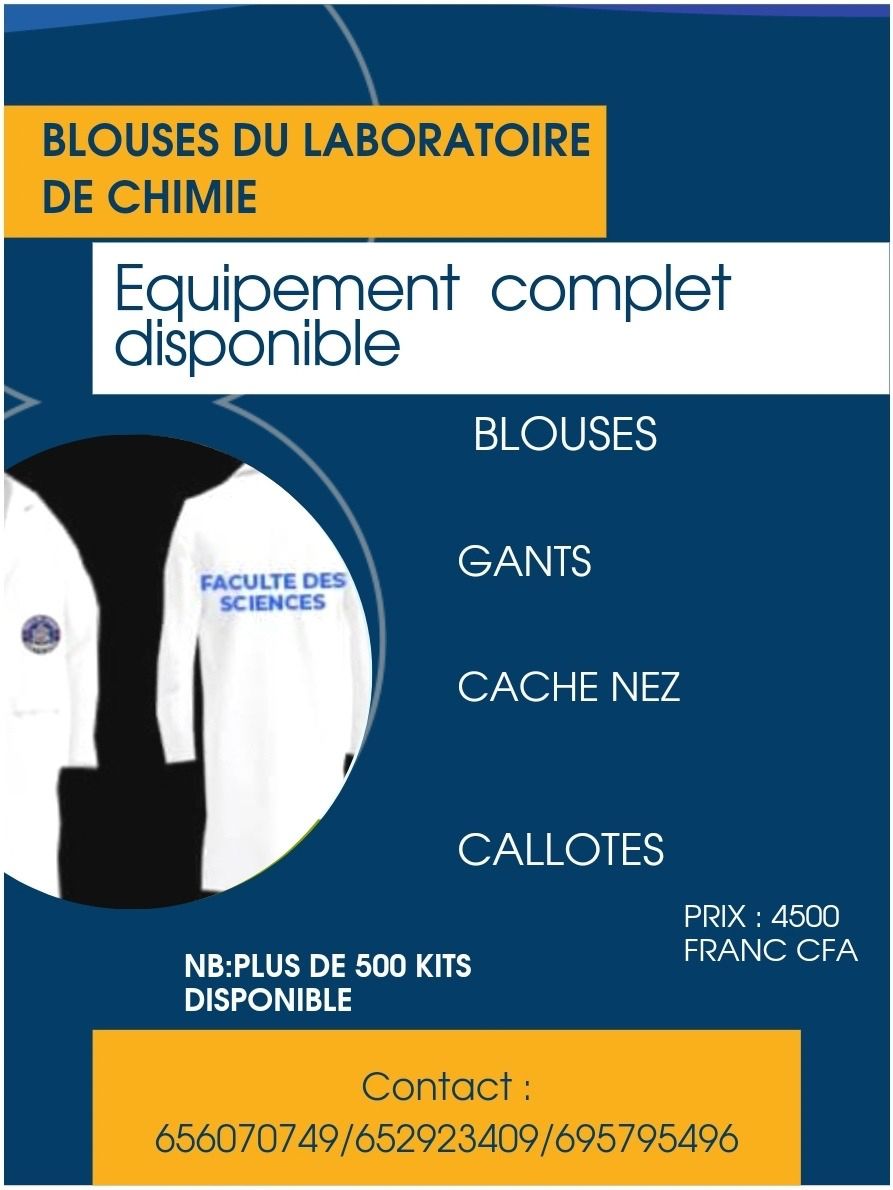 BLOUSES DU LABORATOIRE
DE CHIMIE
Equipement complet
disponible
BLOUSES
FACULTE DES
SCIENCES
GANTS
CACHE NEZ
CALLOTES
PRIX : 4500
FRANC CFA
NB:PLUS DE 500 KITS
DISPONIBLE
Contact :
656070749/652923409/695795496